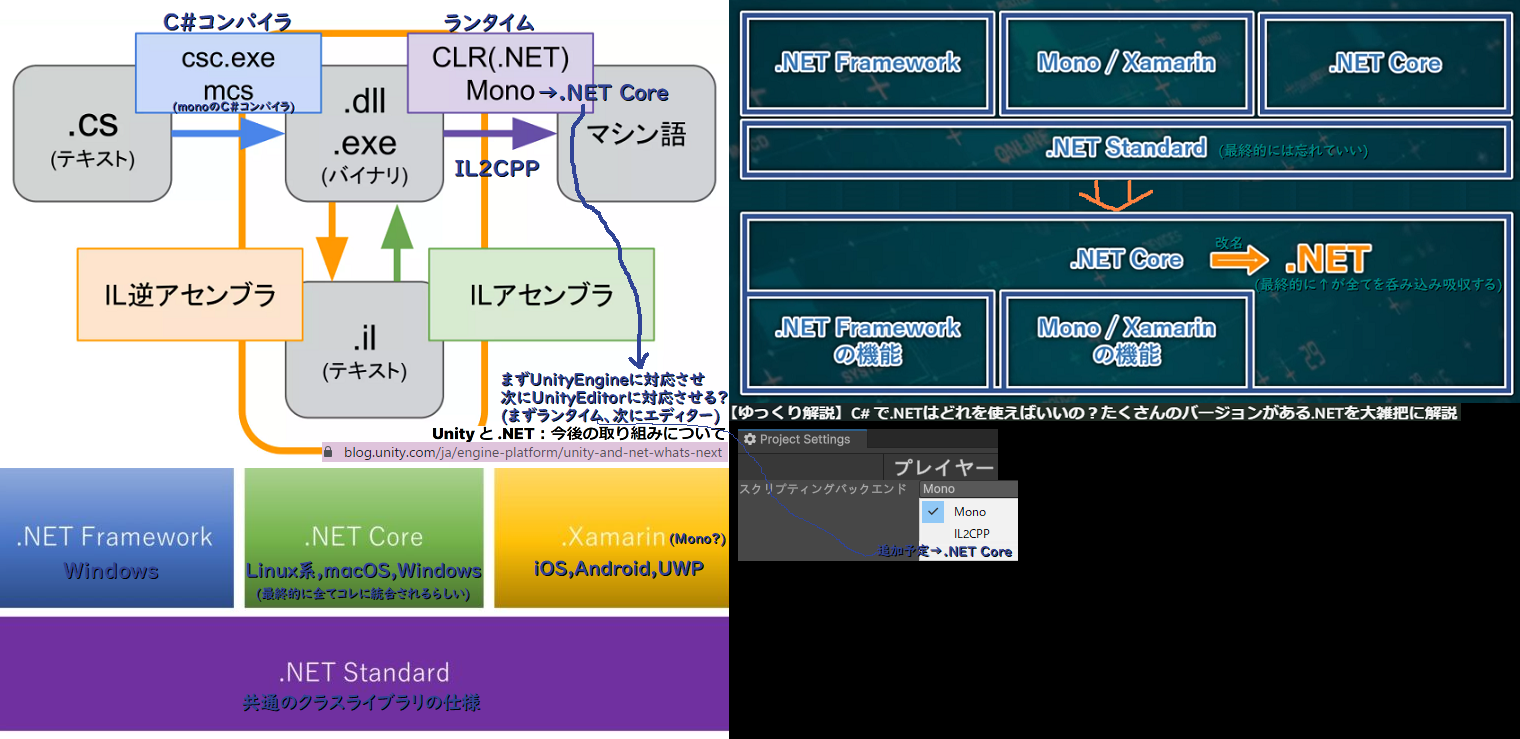 C#コンパイラ
csc.exe
mcs
(monoのC#コンパイラ)
ランタイム
CLR(.NET)
Mono→.NET Core
.cs
(テキスト)
.dll
.exe
(バイナリ)
マシン語
IL2CPP
IL逆アセンブラ
ILアセンブラ
.il
(テキスト)
まずUnityEngineに対応させ
次にUnityEditorに対応させる?
(まずランタイム、次にエディター)
Unity と .NET：今後の取り組みについて
blog.unity.com/ja/engine-platform/unity-and-net-whats-next
.NET Framework
Windows
.NET Core
Linux系,macOS,Windows
(最終的に全てコレに統合されるらしい)
.Xamarin(Mono?)
iOS,Android,UWP
.NET Standard
共通のクラスライブラリの仕様
.NET Framework
Mono / Xamarin
.NET Core
.NET Standard (最終的には忘れていい)
.NET Core
改名
.NET
(最終的に↑が全てを呑み込み吸収する)
.NET Framework
の機能
Mono / Xamarin
の機能
【ゆっくり解説】C# で.NETはどれを使えばいいの？たくさんのバージョンがある.NETを大雑把に解説
Project Settings
プレイヤー
スクリプティングバックエンド
Mono
Mono
IL2CPP
追加予定→.NET Core